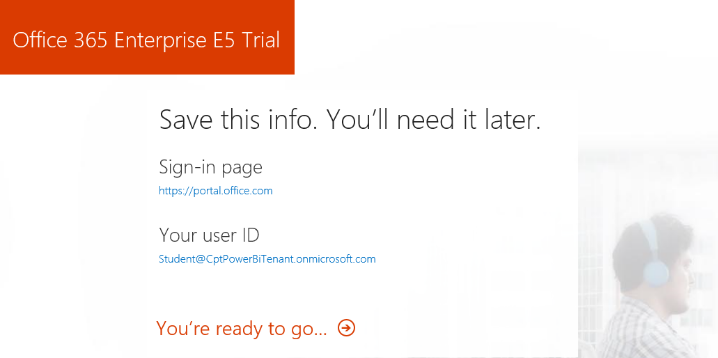 Office 365 Enterprise E5 Trial
Save this info. You'll need it later.
Sign-in page
https://portal.office.com
Your user ID
Student@CptPowerBiTenant.onmicrosoft.com
You're ready to go...